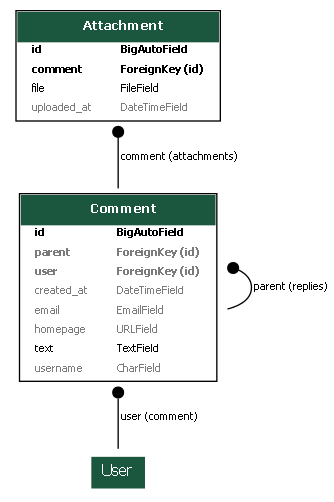 Attachment
id BigAutoField
comment ForeignKey (id)
file FileField
uploaded_at DateTimeField
comment (attachments)
Comment
id BigAutoField
parent ForeignKey (id)
user ForeignKey (id)
created_at DateTimeField
email EmailField
homepage URLField
text TextField
username CharField
parent (replies)
user (comment)
User